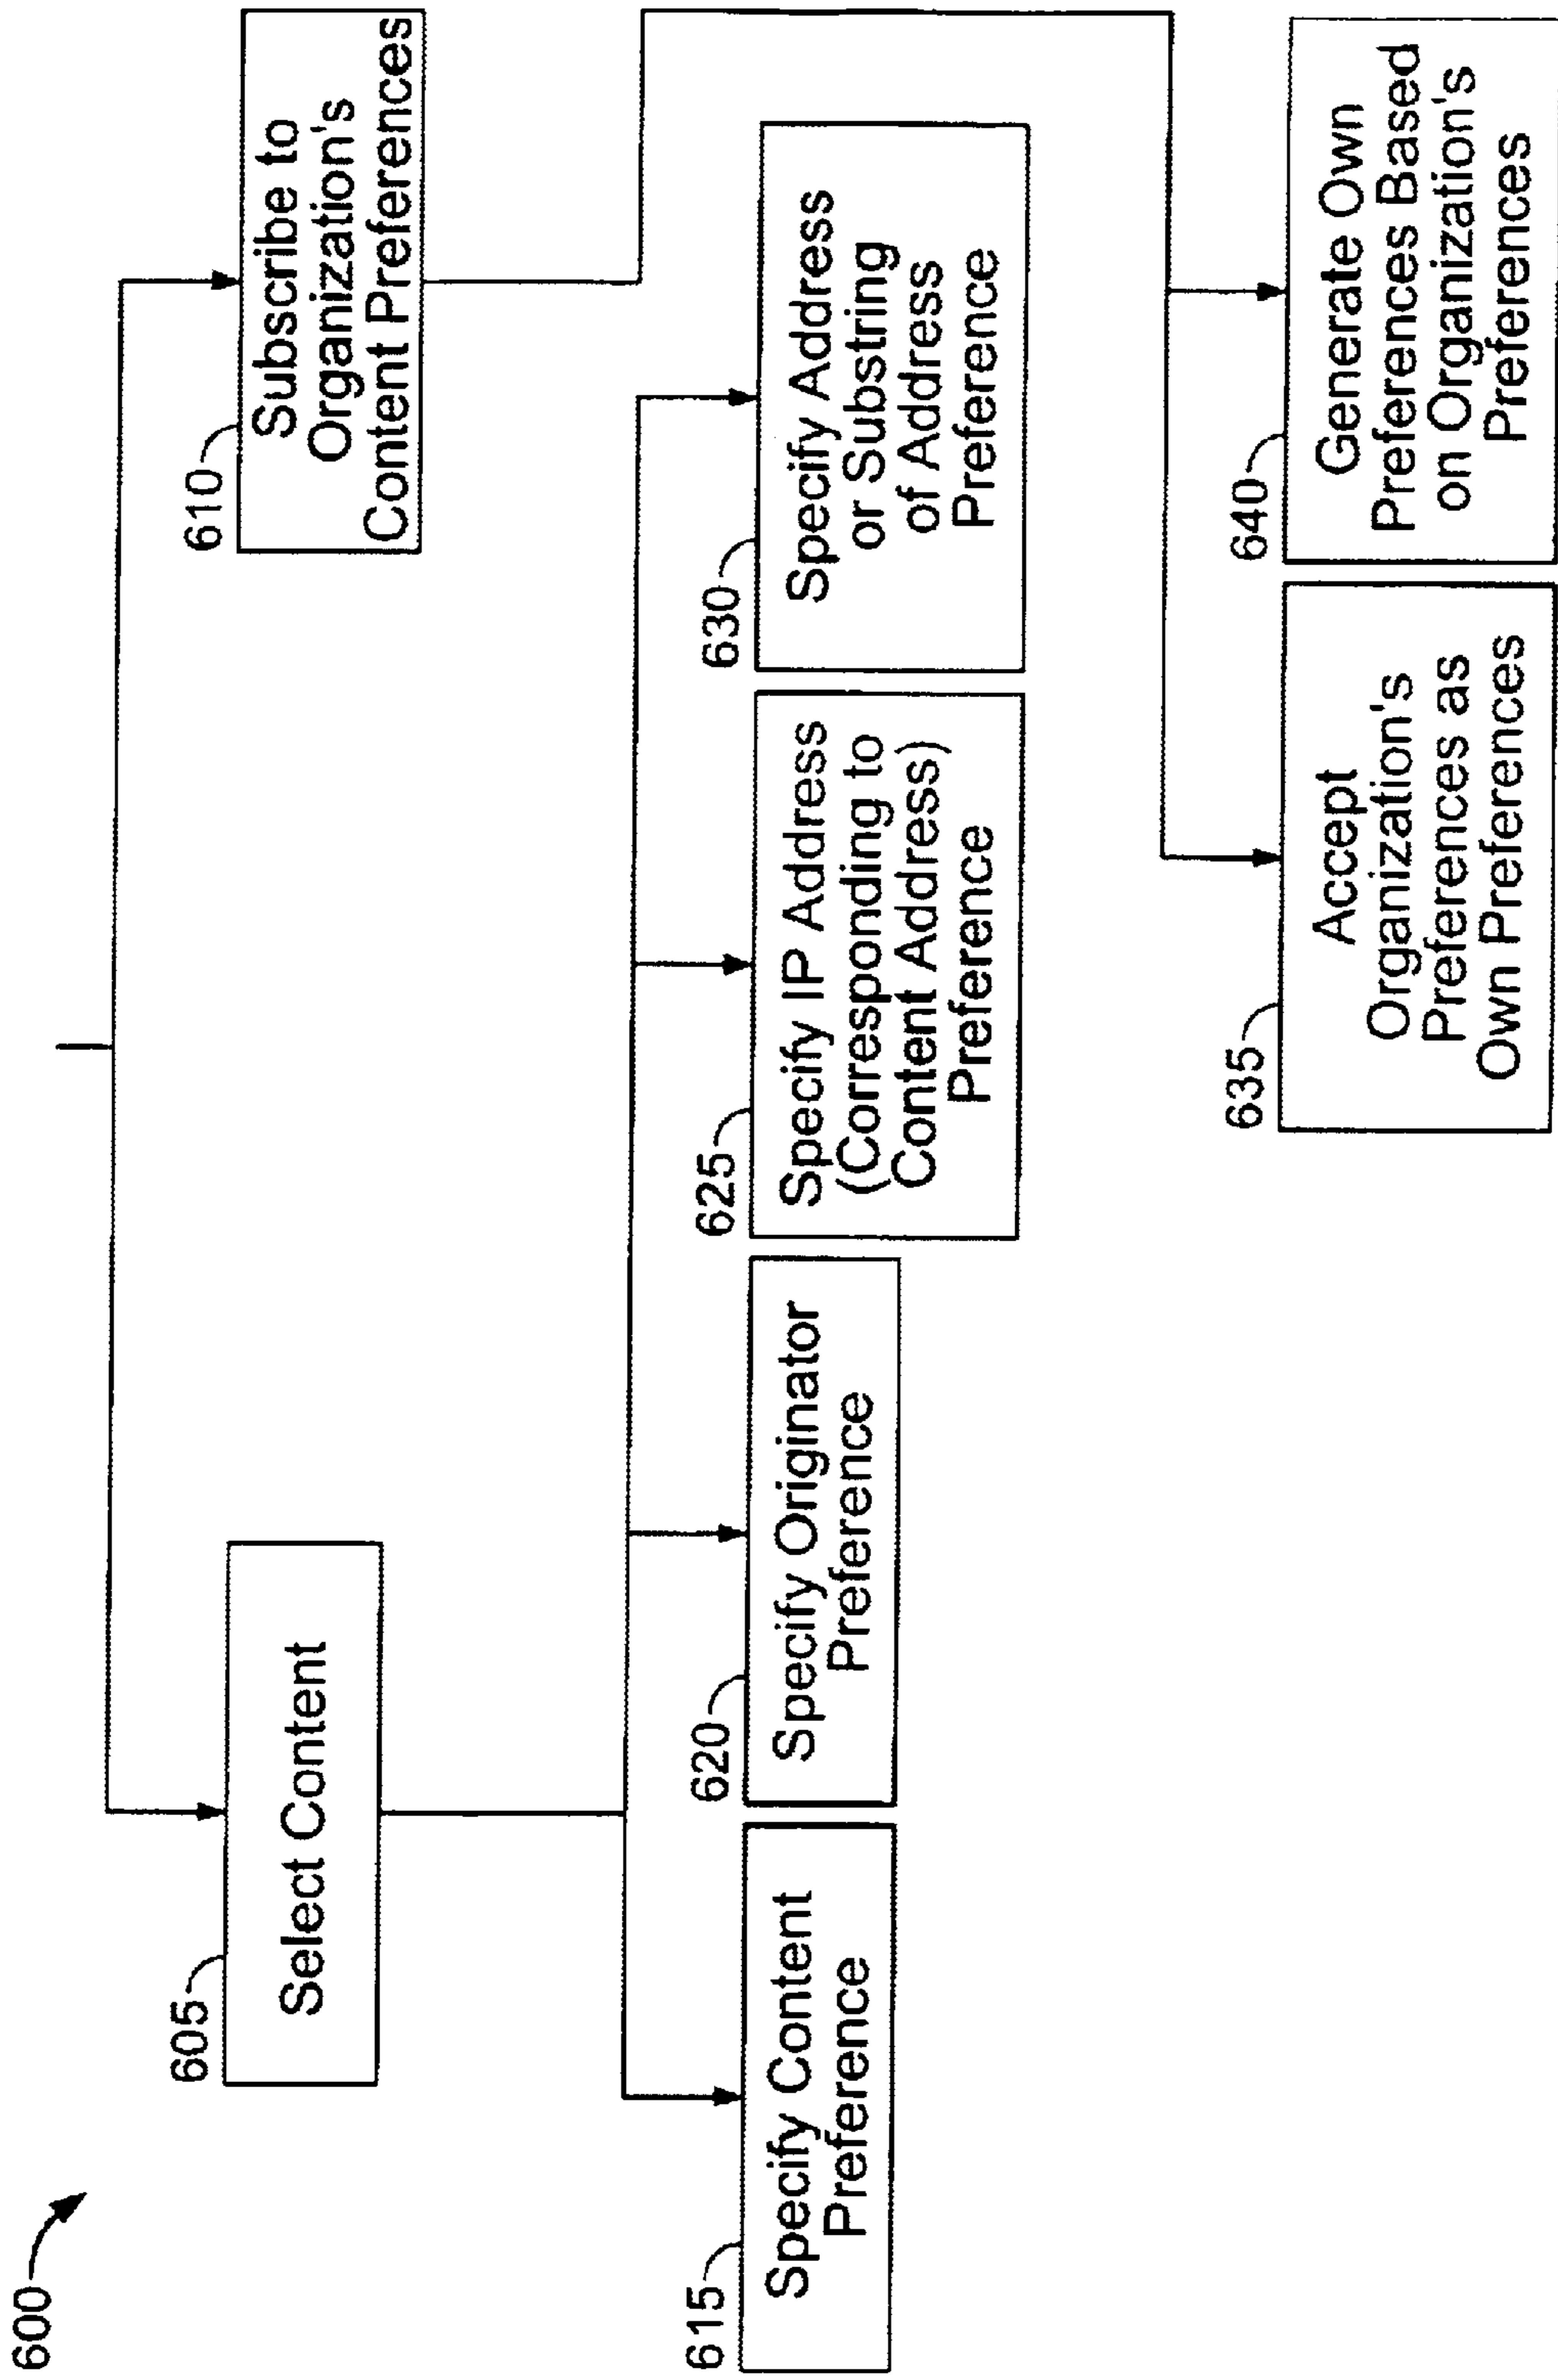 600
605
Select Content
610
Subscribe to
Organization's
Content Preferences
615
Specify Content
Preference
620
Specify Originator
Preference
625
Specify IP Address
(Corresponding to
Content Address)
Preference
630
Specify Address
or Substring
of Address
Preference
635
Accept
Organization's
Preferences as
Own Preferences
640
Generate Own
Preferences Based
on Organization's
Preferences